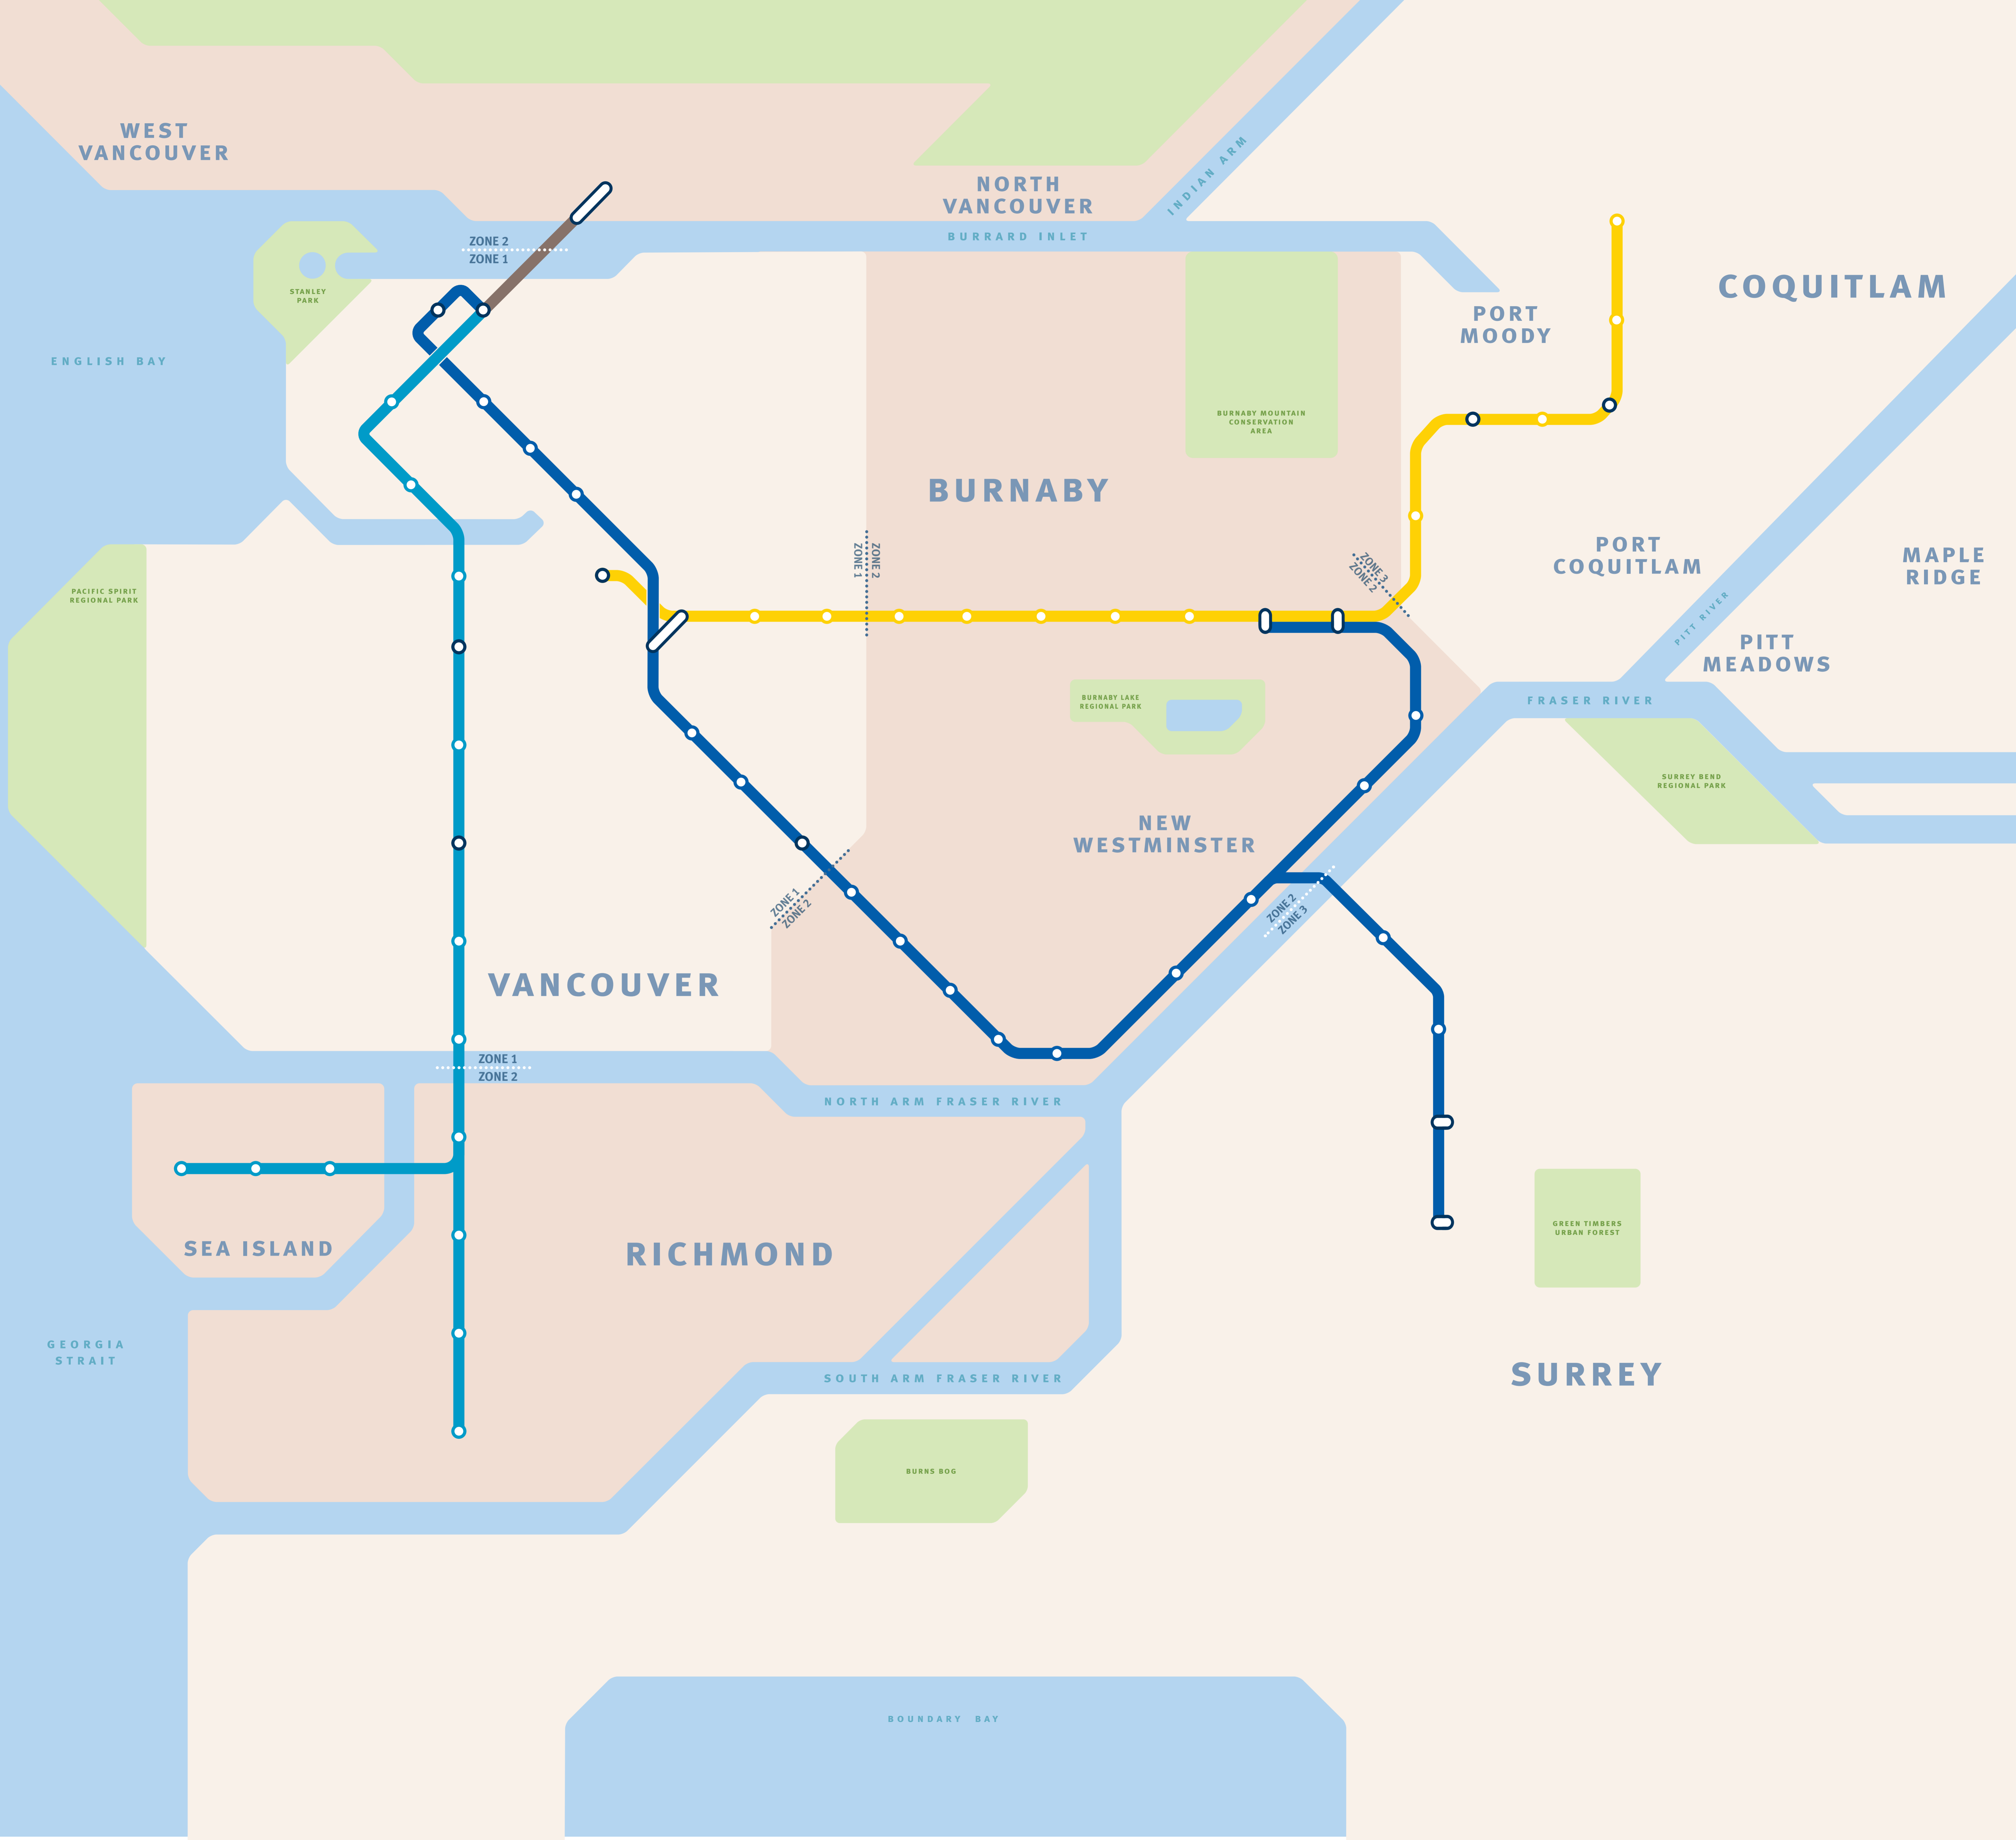 WEST
VANCOUVER
INDIAN ARM
NORTH
VANCOUVER
BURRARD INLET
ZONE 2
ZONE 1
STANLEY
PARK
COQUITLAM
PORT
MOODY
ENGLISH BAY
BURNABY MOUNTAIN
CONSERVATION
AREA
BURNABY
ZONE 1
ZONE 2
ZONE 3
ZONE 2
PORT
COQUITLAM
MAPLE
RIDGE
PACIFIC SPIRIT
REGIONAL PARK
PITT RIVER
PITT
MEADOWS
BURNABY LAKE
REGIONAL PARK
FRASER RIVER
SURREY BEND
REGIONAL PARK
NEW
WESTMINSTER
ZONE 1
ZONE 2
ZONE 2
ZONE 3
VANCOUVER
ZONE 1
ZONE 2
NORTH ARM FRASER RIVER
SEA ISLAND
RICHMOND
GREEN TIMBERS
URBAN FOREST
GEORGIA
STRAIT
SOUTH ARM FRASER RIVER
SURREY
BURNS BOG
BOUNDARY BAY